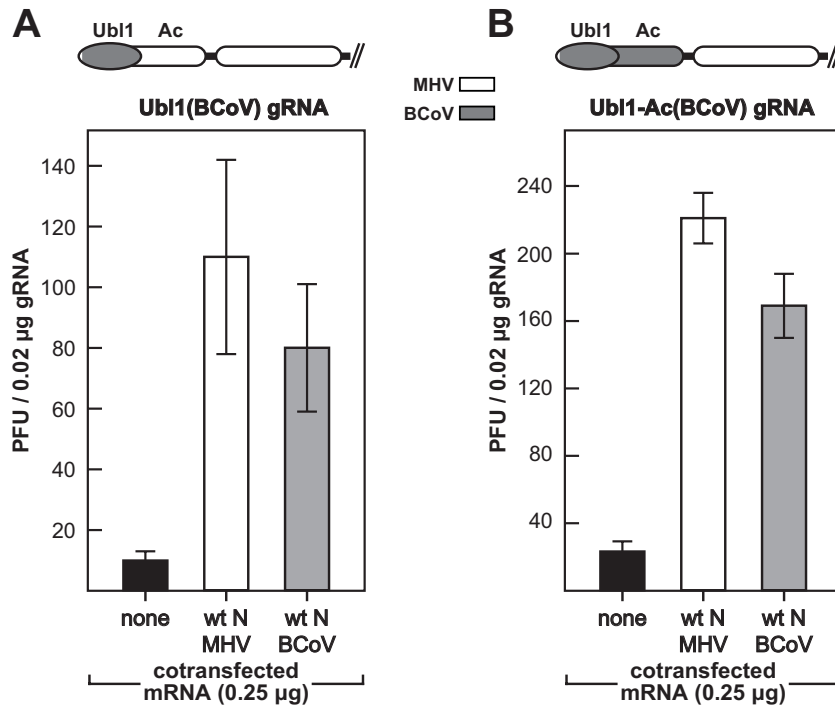 A
Ubl1 Ac
Ubl1(BCoV) gRNA
PFU / 0.02 µg gRNA
140
120
100
80
60
40
20
none
wt N
MHV
wt N
BCoV
cotransfected
mRNA (0.25 µg)
MHV
BCoV
B
Ubl1 Ac
Ubl1-Ac(BCoV) gRNA
PFU / 0.02 µg gRNA
240
200
160
120
80
40
none
wt N
MHV
wt N
BCoV
cotransfected
mRNA (0.25 µg)